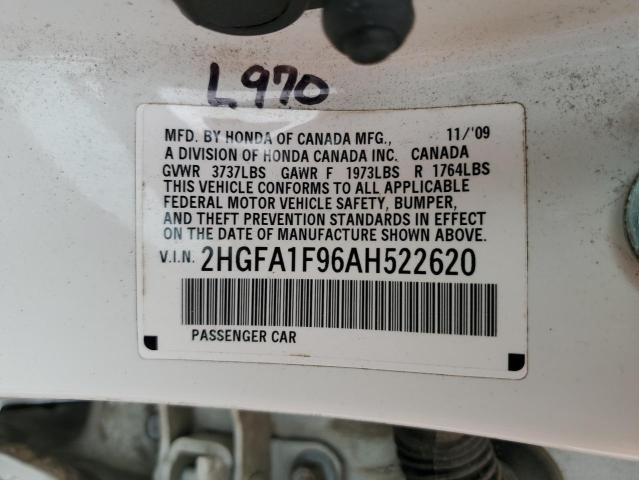 L970
MFD. BY HONDA OF CANADA MFG., 11/'09
A DIVISION OF HONDA CANADA INC. CANADA
GVWR 3737LBS GAWR F 1973LBS R 1764LBS
THIS VEHICLE CONFORMS TO ALL APPLICABLE
FEDERAL MOTOR VEHICLE SAFETY, BUMPER,
AND THEFT PREVENTION STANDARDS IN EFFECT
ON THE DATE OF MANUFACTURE SHOWN ABOVE.
V.I.N. 2HGFA1F96AH522620
PASSENGER CAR